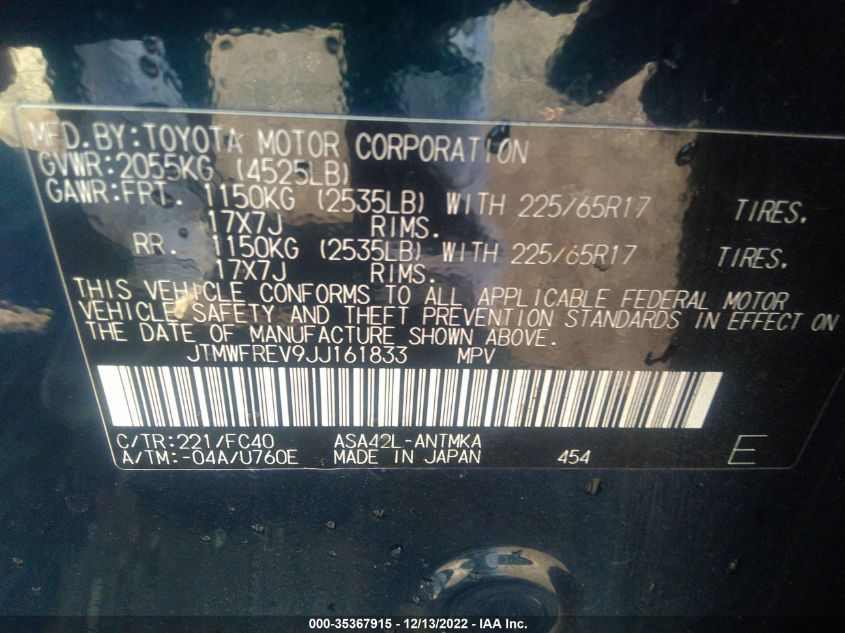 MFD.BY:TOYOTA MOTOR CORPORATION
GVWR:2055KG (4525LB)
GAWR:FRT. 1150KG (2535LB) WITH 225/65R17 TIRES.
17X7J RIMS.
RR. 1150KG (2535LB) WITH 225/65R17 TIRES.
17X7J RIMS.
THIS VEHICLE CONFORMS TO ALL APPLICABLE FEDERAL MOTOR
VEHICLE SAFETY AND THEFT PREVENTION STANDARDS IN EFFECT ON
THE DATE OF MANUFACTURE SHOWN ABOVE.
JTMWFREV9JJ161833 MPV
C/TR:221/FC40 ASA42L-ANTMKA
A/TM:-04A/U760E MADE IN JAPAN 454 E
000-35367915 - 12/13/2022 - IAA Inc.